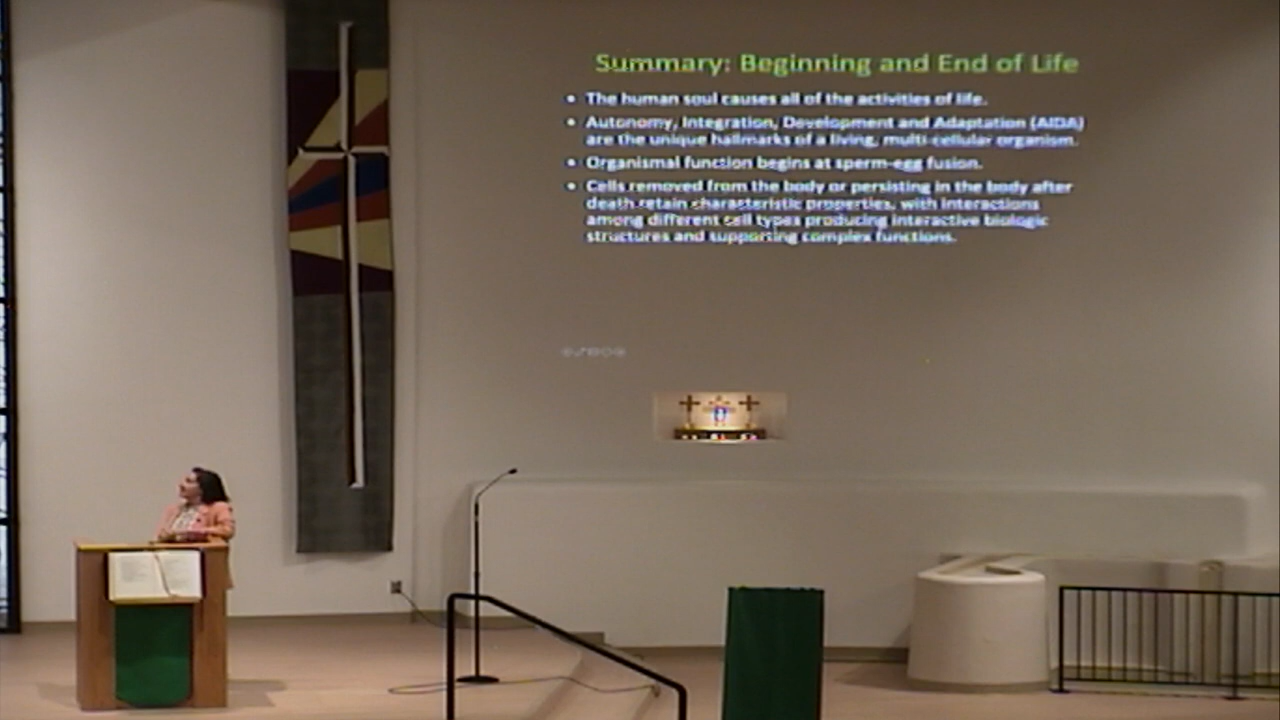 Summary: Beginning and End of Life
• The human soul causes all of the activities of life.
• Autonomy, Integration, Development and Adaptation (AIDA)
are the unique hallmarks of a living, multi-cellular organism.
• Organismal function begins at sperm-egg fusion.
• Cells removed from the body or persisting in the body after
death retain characteristic properties, with interactions
among different cell types producing interactive biologic
structures and supporting complex functions.